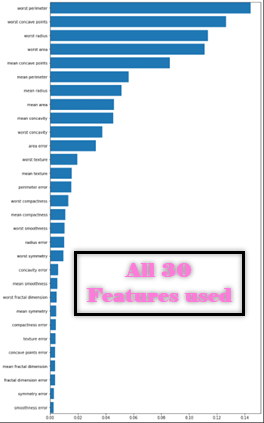 worst perimeter
worst concave points
worst radius
worst area
mean concave points
mean perimeter
mean radius
mean area
mean concavity
worst concavity
area error
worst texture
mean texture
perimeter error
worst compactness
mean compactness
worst smoothness
radius error
worst symmetry
concavity error
mean smoothness
worst fractal dimension
mean symmetry
compactness error
texture error
concave points error
mean fractal dimension
fractal dimension error
symmetry error
smoothness error
All 30
Features used
0.00 0.02 0.04 0.06 0.08 0.10 0.12 0.14